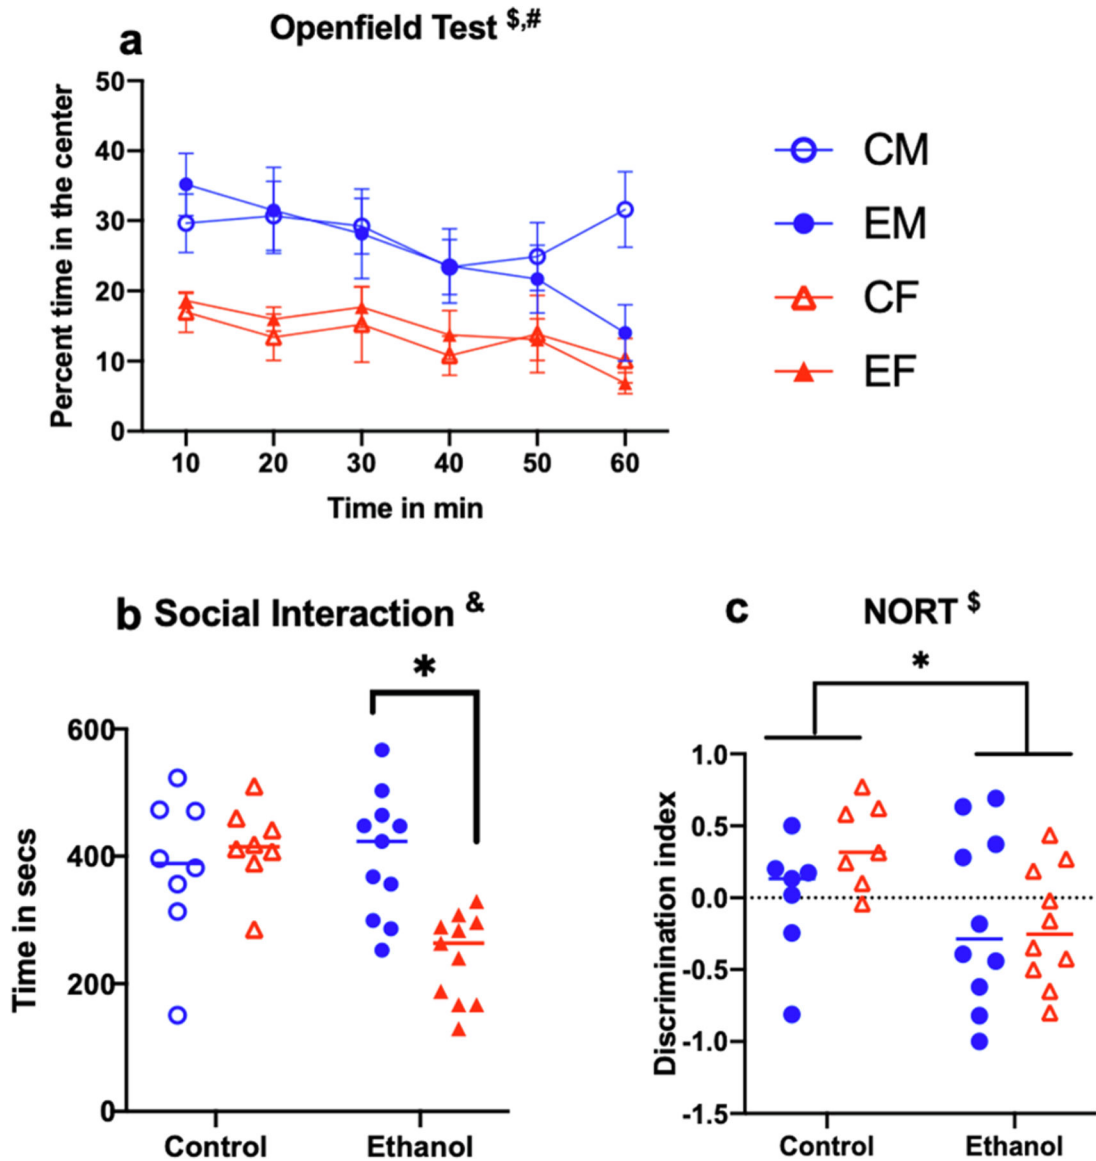 a
Openfield Test $,#
Percent time in the center
50
40
30
20
10
0
10 20 30 40 50 60
Time in min
CM
EM
CF
EF
b Social Interaction &
*
Time in secs
600
400
200
0
Control Ethanol
c NORT $
*
Discrimination index
1.0
0.5
0.0
-0.5
-1.0
-1.5
Control Ethanol